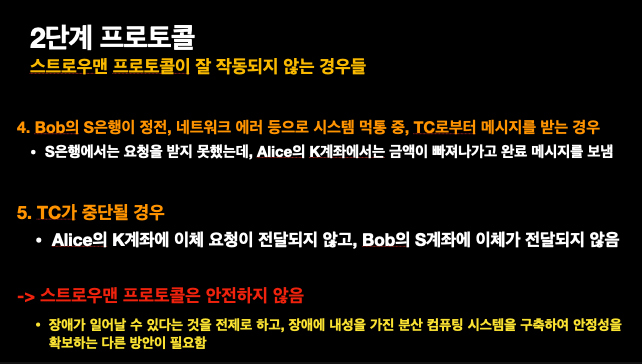 2단계 프로토콜
스트로우맨 프로토콜이 잘 작동되지 않는 경우들
4. Bob의 S은행이 정전, 네트워크 에러 등으로 시스템 먹통 중, TC로부터 메시지를 받는 경우
• S은행에서는 요청을 받지 못했는데, Alice의 K계좌에서는 금액이 빠져나가고 완료 메시지를 보냄
5. TC가 중단될 경우
• Alice의 K계좌에 이체 요청이 전달되지 않고, Bob의 S계좌에 이체가 전달되지 않음
-> 스트로우맨 프로토콜은 안전하지 않음
• 장애가 일어날 수 있다는 것을 전제로 하고, 장애에 내성을 가진 분산 컴퓨팅 시스템을 구축하여 안정성을
확보하는 다른 방안이 필요함